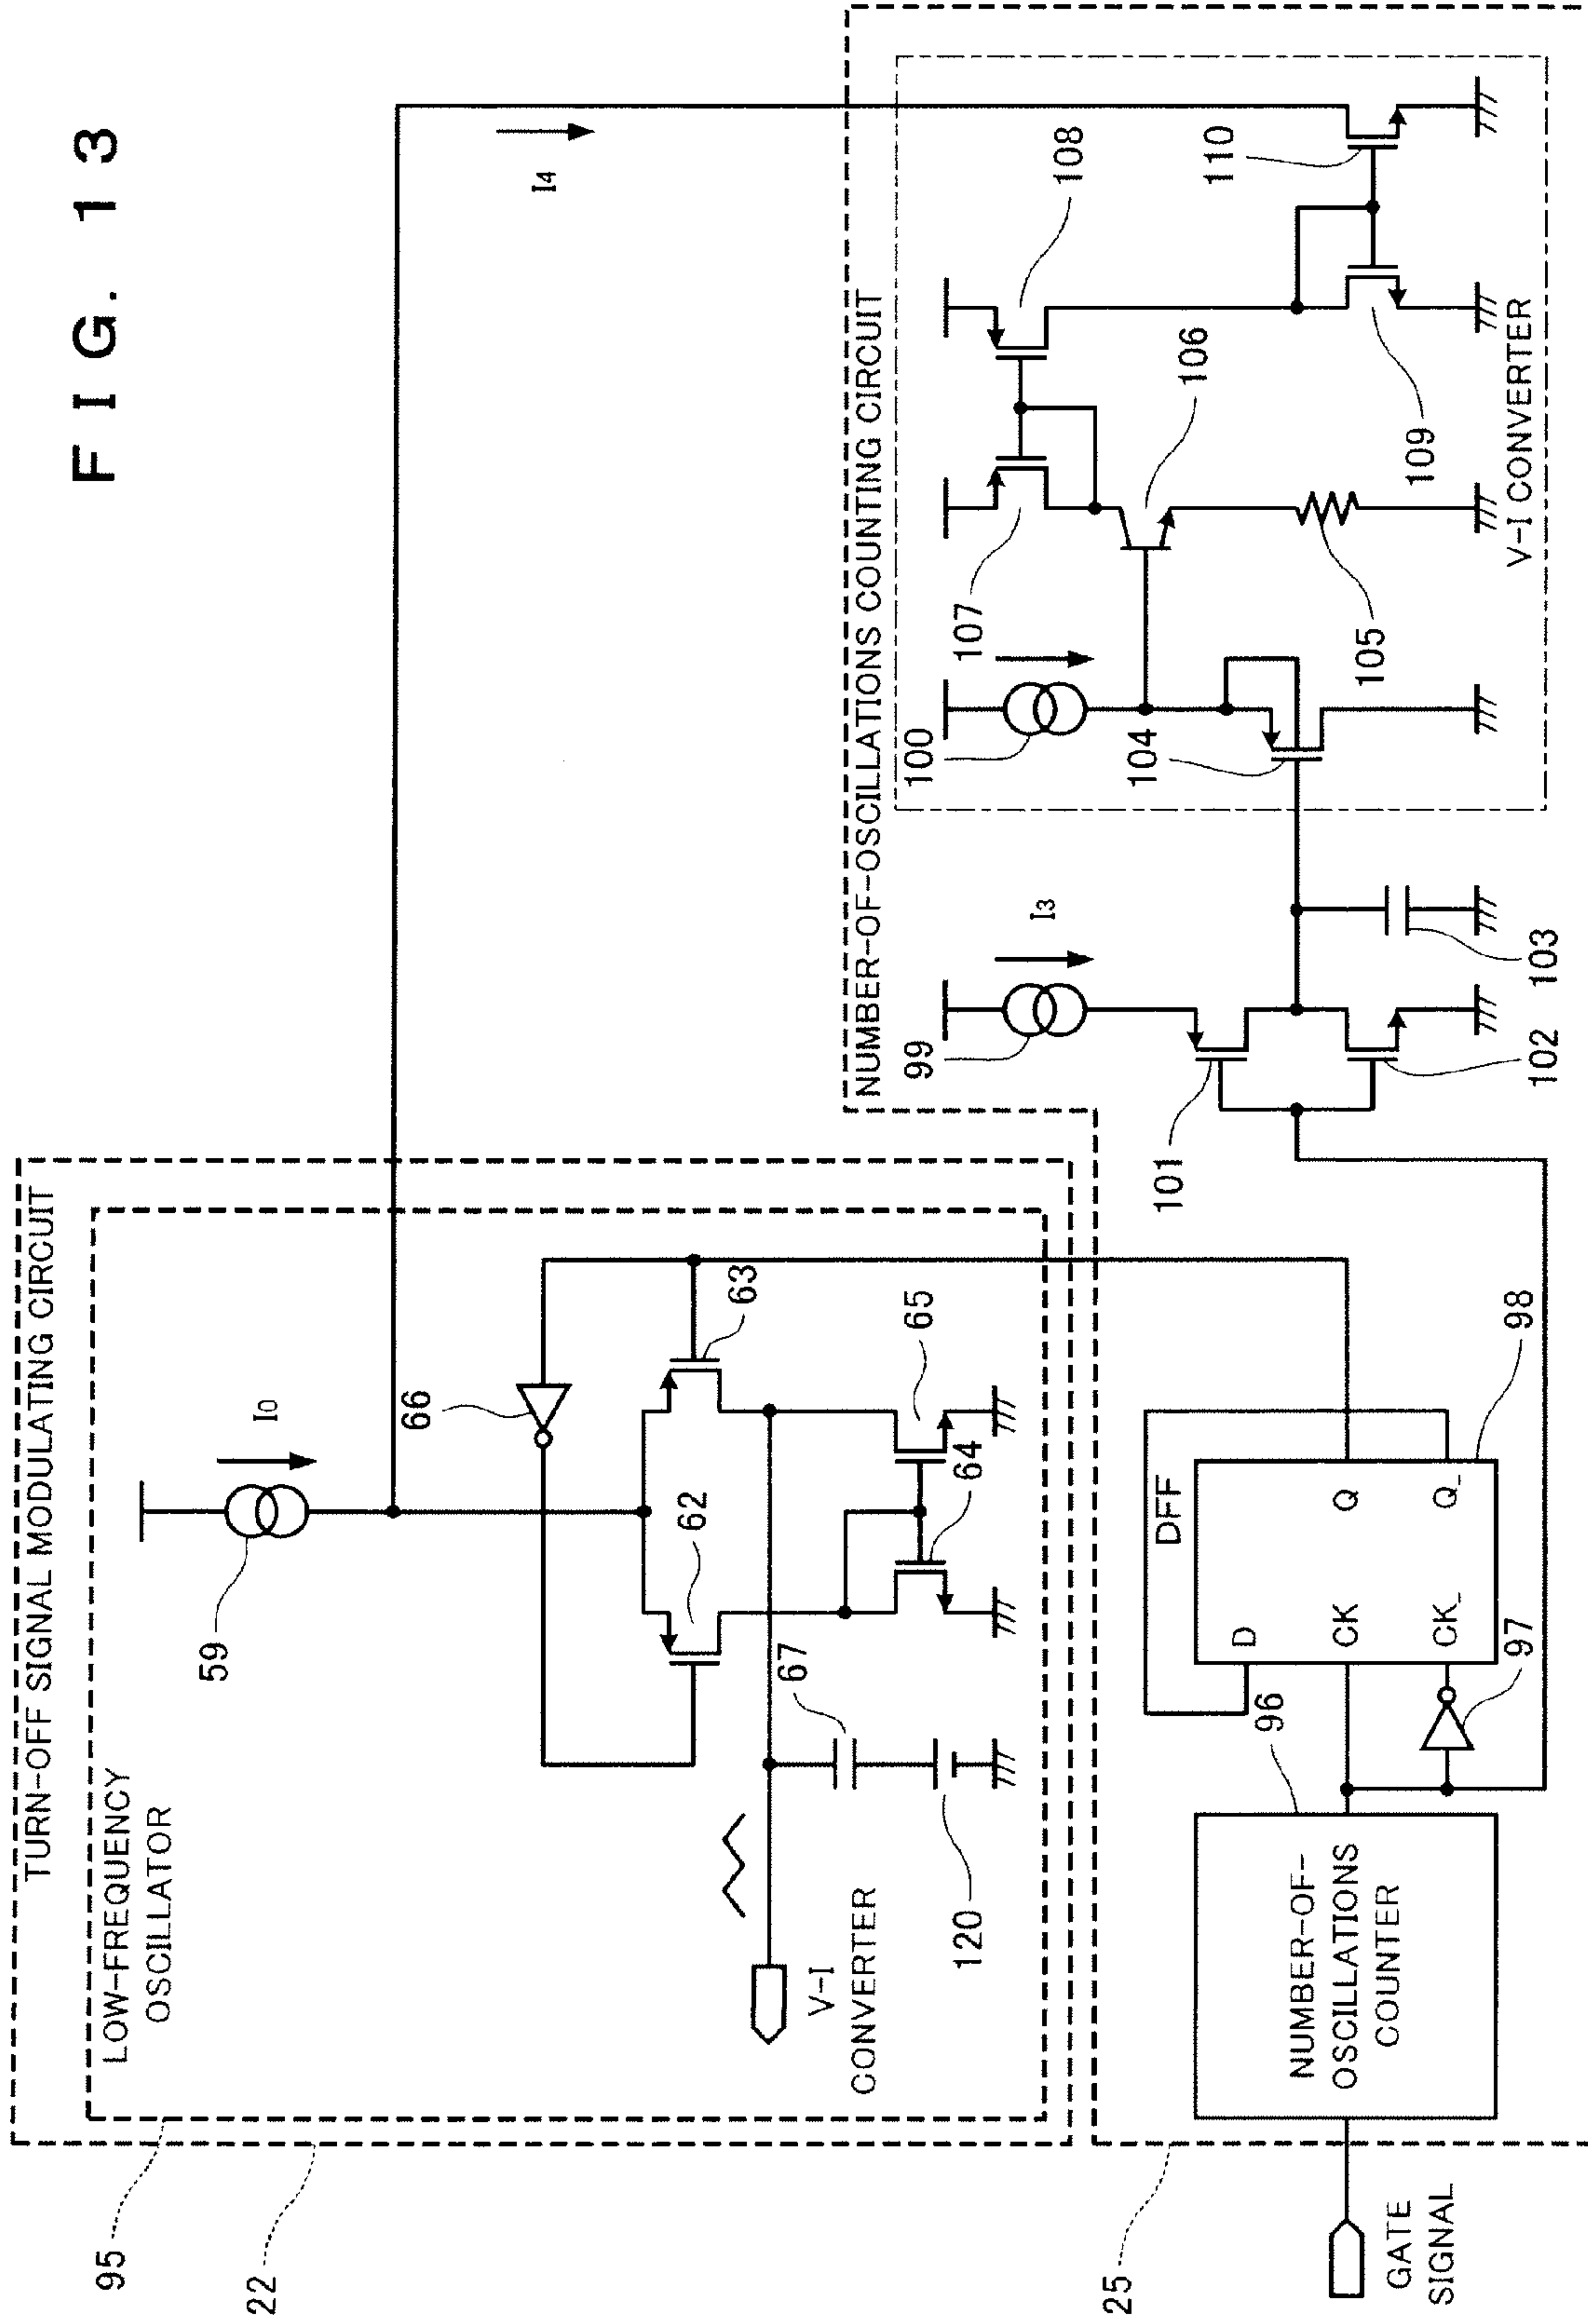 FIG. 13
TURN-OFF SIGNAL MODULATING CIRCUIT
LOW-FREQUENCY
OSCILLATOR
95
22
59
I0
66
62
63
67
64
65
120
V-I
CONVERTER
I4
NUMBER-OF-OSCILLATIONS COUNTING CIRCUIT
25
GATE
SIGNAL
NUMBER-OF-
OSCILLATIONS
COUNTER
96
97
DFF
D
CK
CK_
Q
Q_
98
99
I3
101
102
103
100
104
107
105
106
108
109
110
V-I CONVERTER